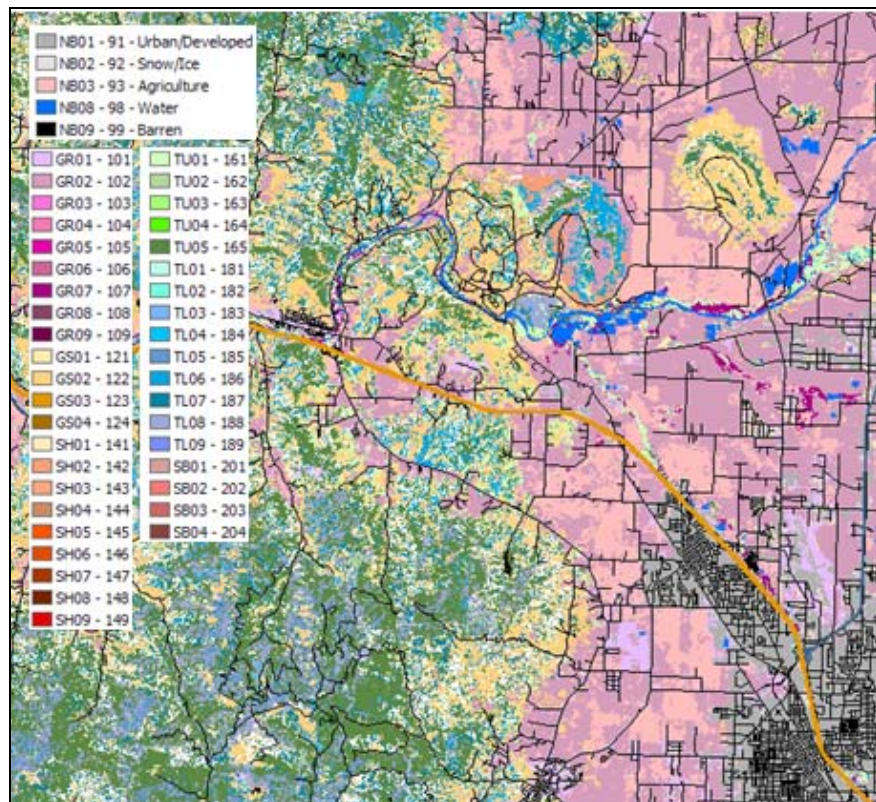 NB01 - 91 - Urban/Developed
NB02 - 92 - Snow/Ice
NB03 - 93 - Agriculture
NB08 - 98 - Water
NB09 - 99 - Barren
GR01 - 101
GR02 - 102
GR03 - 103
GR04 - 104
GR05 - 105
GR06 - 106
GR07 - 107
GR08 - 108
GR09 - 109
GS01 - 121
GS02 - 122
GS03 - 123
GS04 - 124
SH01 - 141
SH02 - 142
SH03 - 143
SH04 - 144
SH05 - 145
SH06 - 146
SH07 - 147
SH08 - 148
SH09 - 149
TU01 - 161
TU02 - 162
TU03 - 163
TU04 - 164
TU05 - 165
TL01 - 181
TL02 - 182
TL03 - 183
TL04 - 184
TL05 - 185
TL06 - 186
TL07 - 187
TL08 - 188
TL09 - 189
SB01 - 201
SB02 - 202
SB03 - 203
SB04 - 204